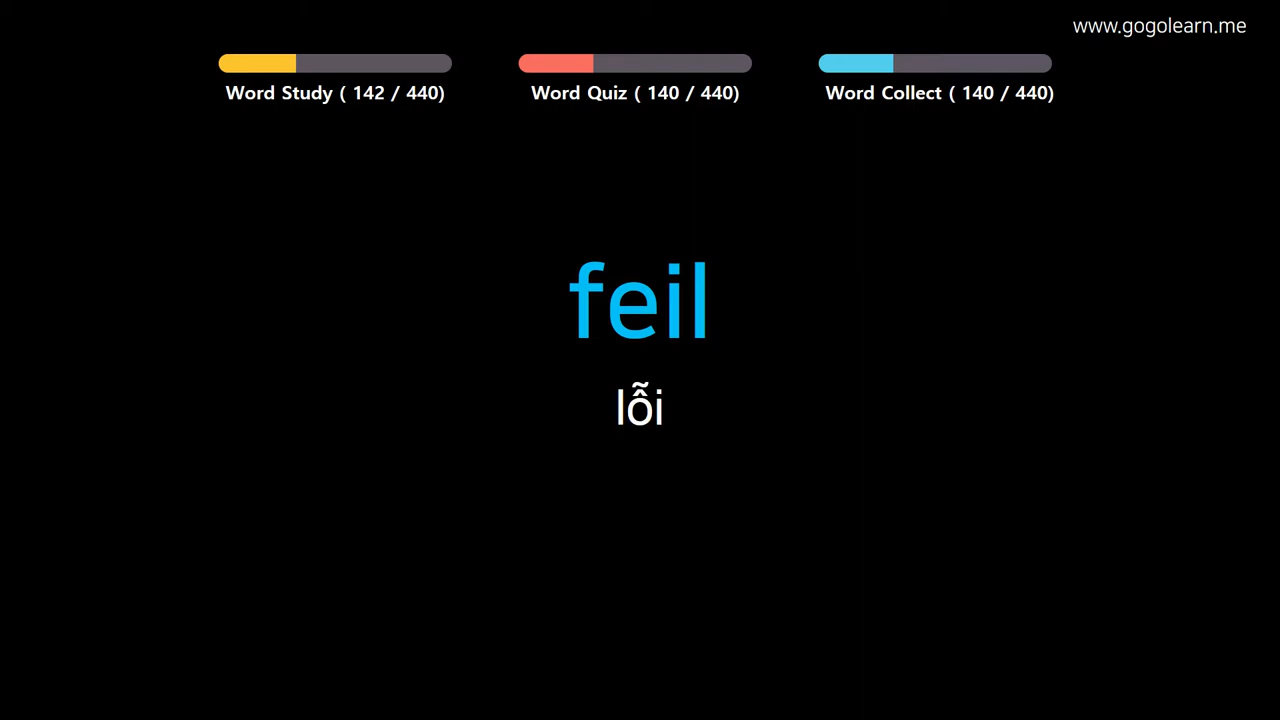 www.gogolearn.me
Word Study ( 142 / 440)
Word Quiz ( 140 / 440)
Word Collect ( 140 / 440)
feil
lỗi